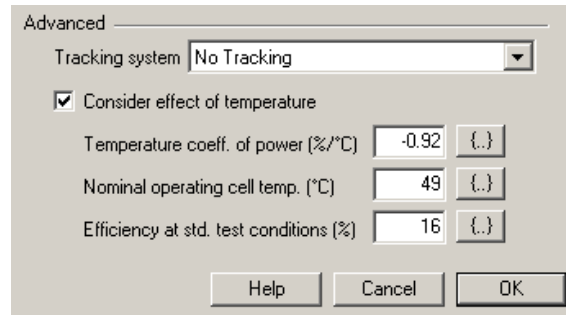 Advanced
Tracking system No Tracking
Consider effect of temperature
Temperature coeff. of power (%/°C) -0.92 {..}
Nominal operating cell temp. (°C) 49 {..}
Efficiency at std. test conditions (%) 16 {..}
Help Cancel OK